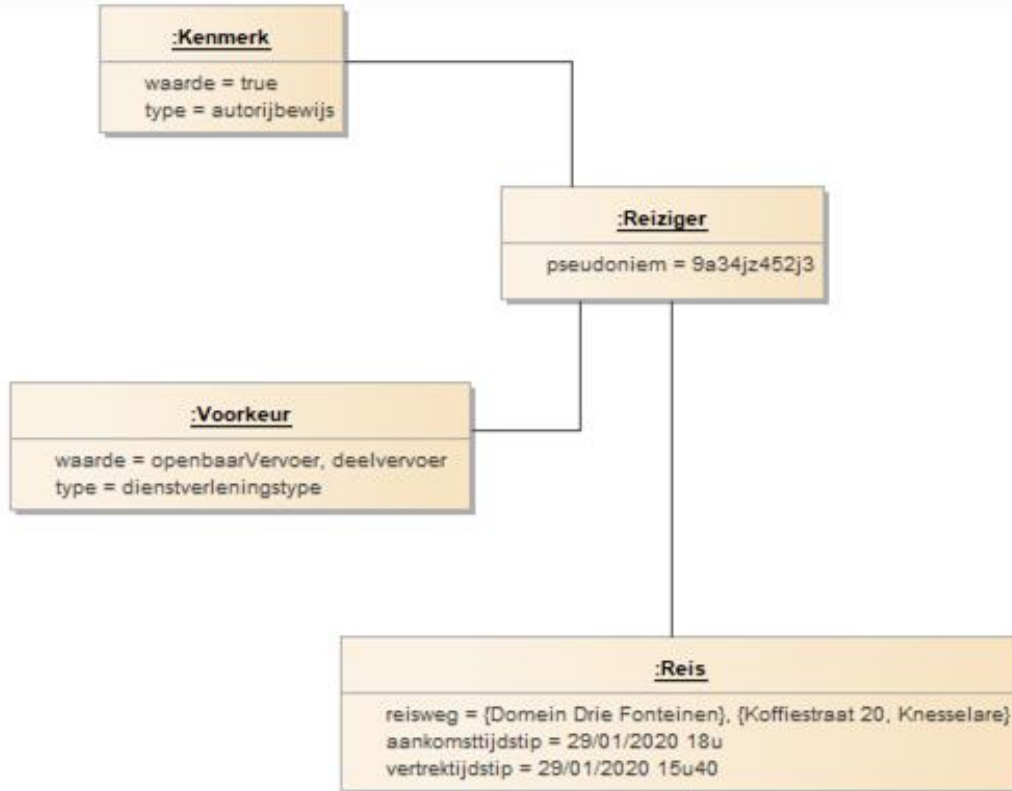 :Kenmerk
waarde = true
type = autorijbewijs
:Reiziger
pseudoniem = 9a34jz452j3
:Voorkeur
waarde = openbaarVervoer, deelvervoer
type = dienstverleningstype
:Reis
reisweg = {Domein Drie Fonteinen}, {Koffiestraat 20, Knesselare}
aankomsttijdstip = 29/01/2020 18u
vertrektijdstip = 29/01/2020 15u40